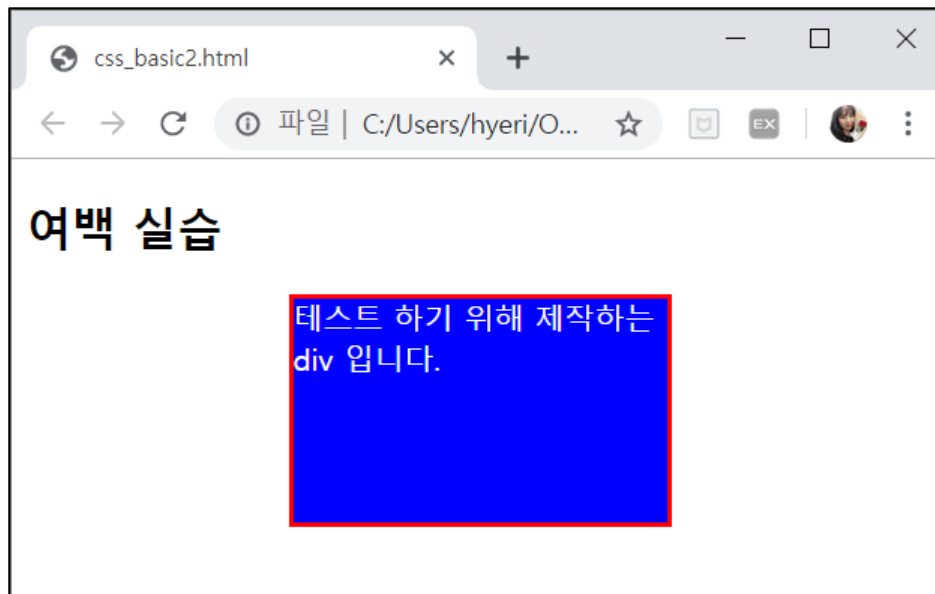 css_basic2.html
파일 | C:/Users/hyeri/O...
EX
여백 실습
테스트 하기 위해 제작하는
div 입니다.